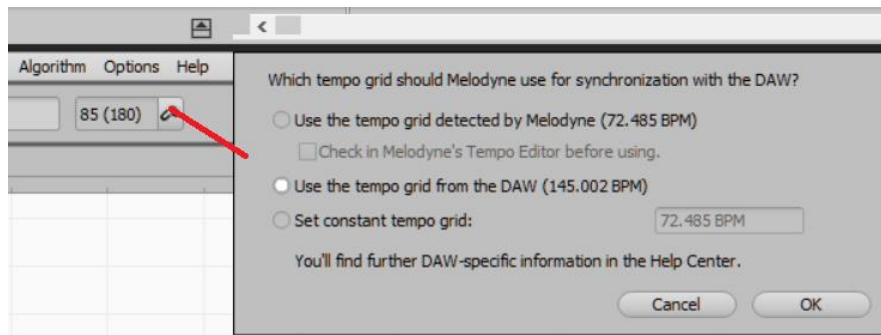 Algorithm Options Help
85 (180)
Which tempo grid should Melodyne use for synchronization with the DAW?
Use the tempo grid detected by Melodyne (72.485 BPM)
Check in Melodyne's Tempo Editor before using.
Use the tempo grid from the DAW (145.002 BPM)
Set constant tempo grid: 72.485 BPM
You'll find further DAW-specific information in the Help Center.
Cancel OK